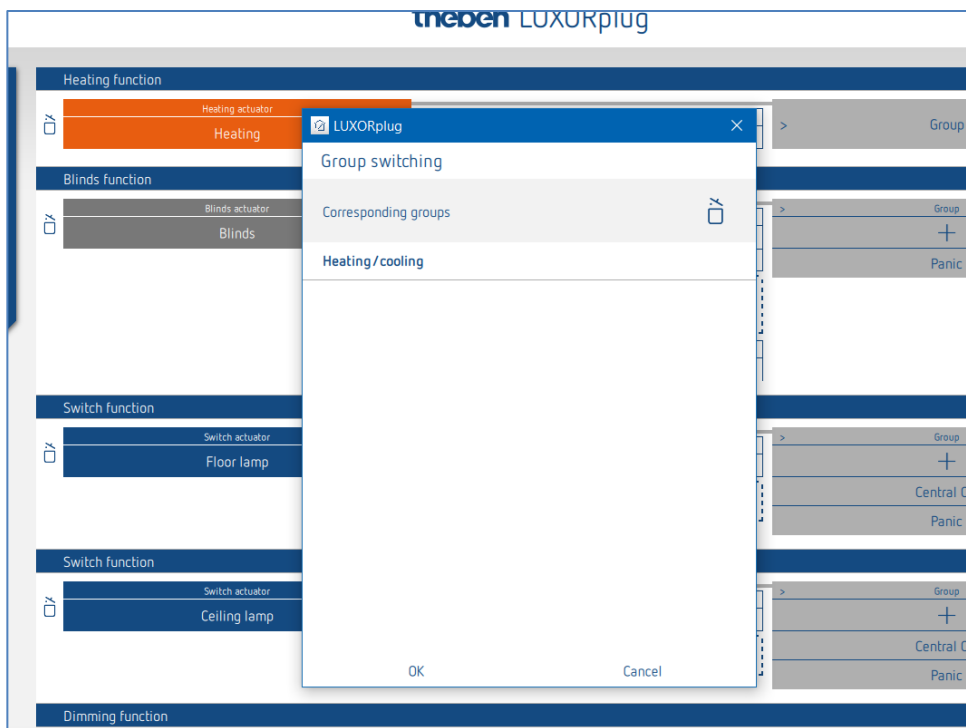 theben LUXORplug
Heating function
Heating actuator
Heating
> Group
LUXORplug
Group switching
Corresponding groups
Heating/cooling
OK Cancel
Blinds function
Blinds actuator
Blinds
> Group
+
Panic
Switch function
Switch actuator
Floor lamp
> Group
+
Central
Panic
Switch function
Switch actuator
Ceiling lamp
> Group
+
Central
Panic
Dimming function